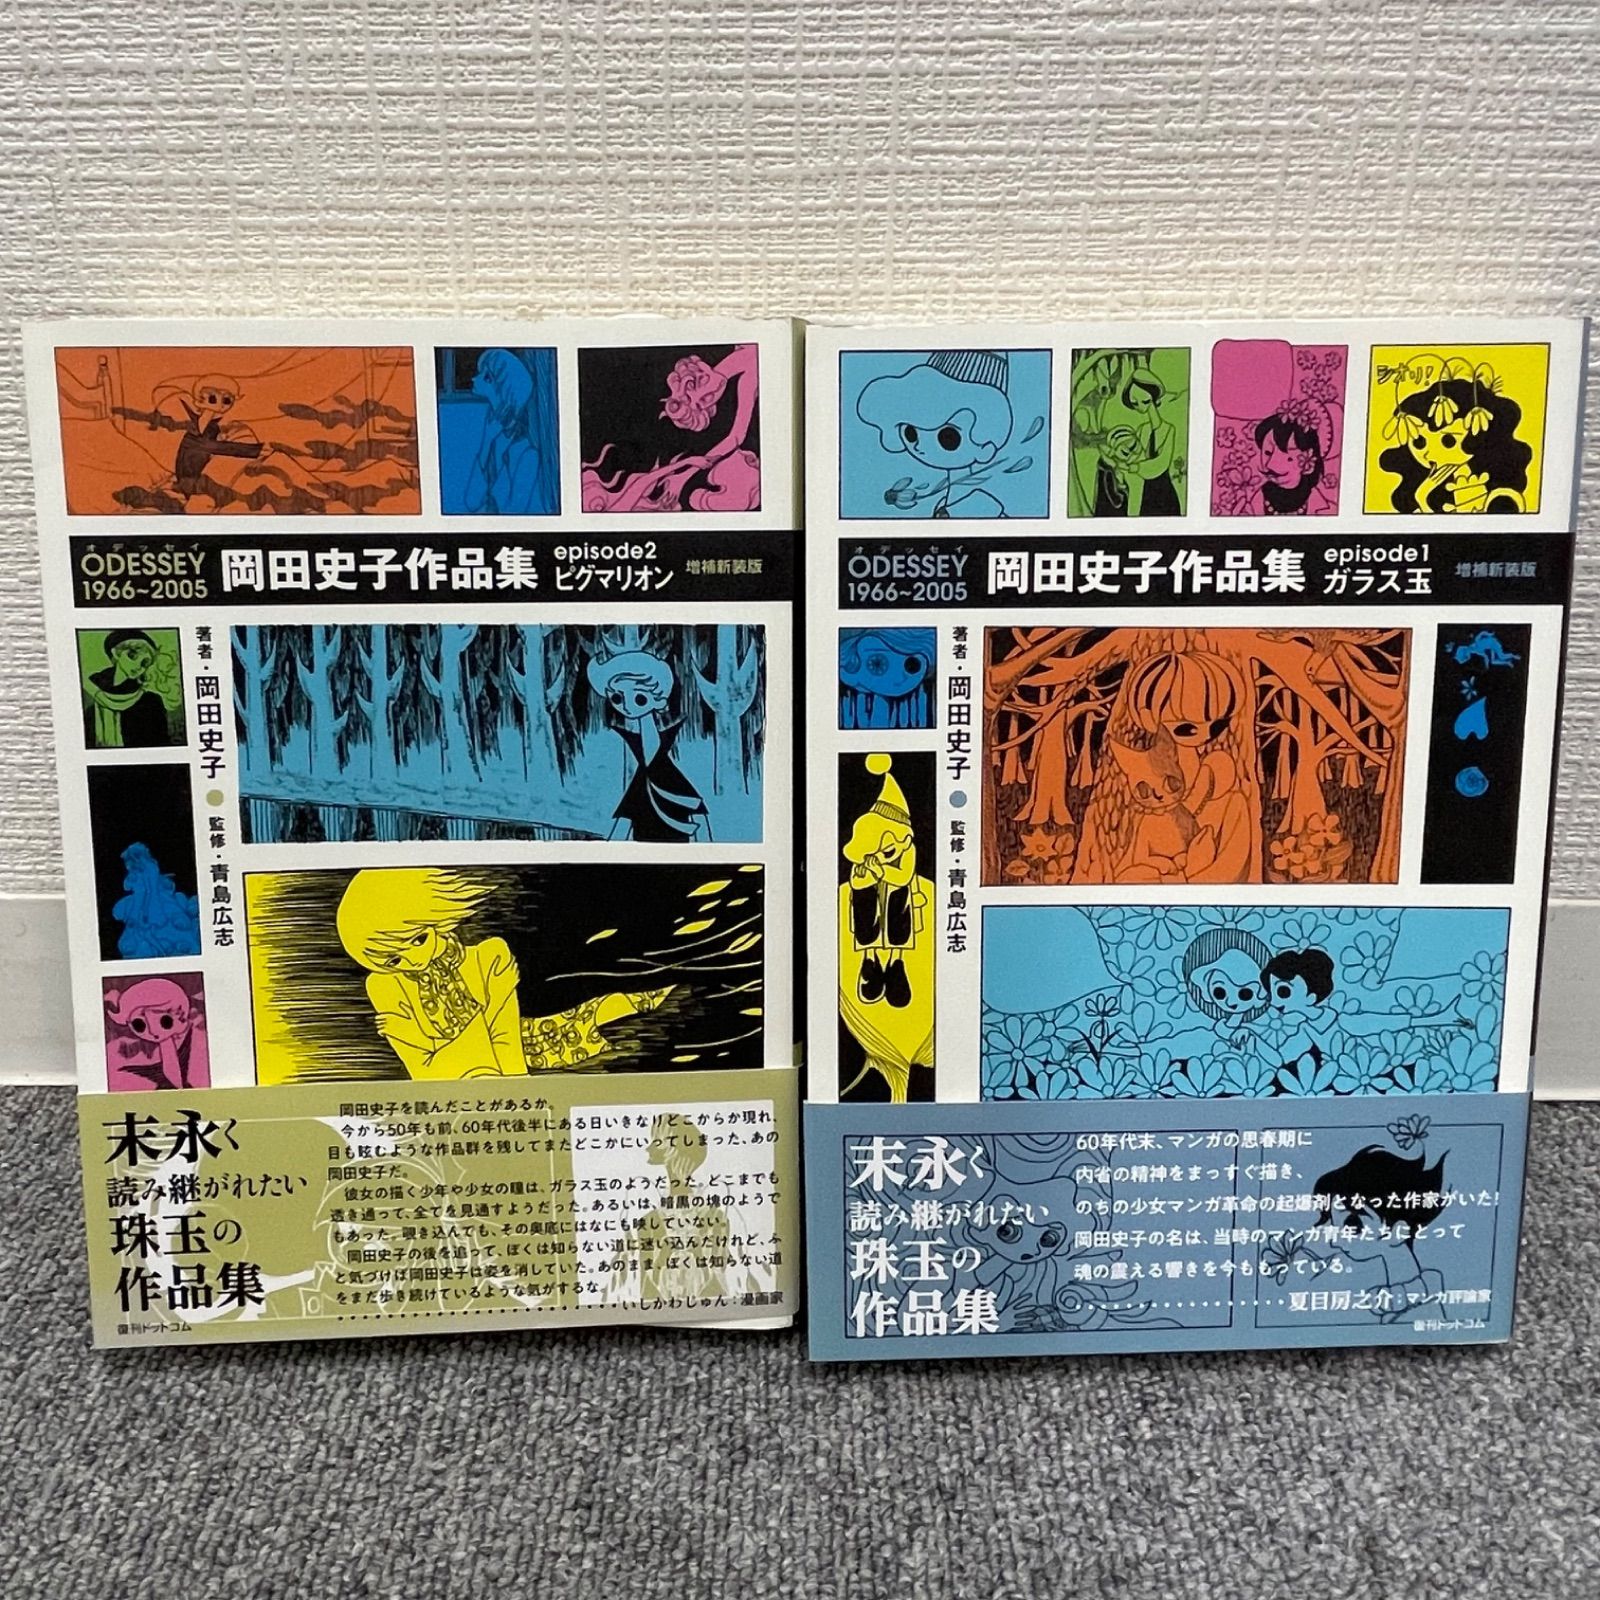 オデッセイ
ODESSEY
1966~2005
岡田史子作品集
episode2
ピグマリオン
増補新装版
著者・岡田史子●監修・青島広志
末永く
読み継がれたい
珠玉の
作品集
復刊ドットコム
岡田史子を読んだことがあるか。
今から50年も前、60年代後半にある日いきなりどこからか現れ、
目も眩むような作品群を残してまたどこかにいってしまった、あの
岡田史子だ。
彼女の描く少年や少女の瞳は、ガラス玉のようだった。どこまでも
透き通って、全てを見通すようだった。あるいは、暗黒の塊のようで
もあった。覗き込んでも、その奥底にはなにも映していない。
岡田史子の後を追って、ぼくは知らない道に迷い込んだけれど、ふ
と気づけば岡田史子は姿を消していた。あのまま、ぼくは知らない道
をまだ歩き続けているような気がするな。
いしかわじゅん:漫画家
シオリ!
オデッセイ
ODESSEY
1966~2005
岡田史子作品集
episode1
ガラス玉
増補新装版
著者・岡田史子●監修・青島広志
末永く
読み継がれたい
珠玉の
作品集
60年代末、マンガの思春期に
内省の精神をまっすぐ描き、
のちの少女マンガ革命の起爆剤となった作家がいた!
岡田史子の名は、当時のマンガ青年たちにとって
魂の震える響きを今ももっている。
夏目房之介:マンガ評論家
復刊ドットコム